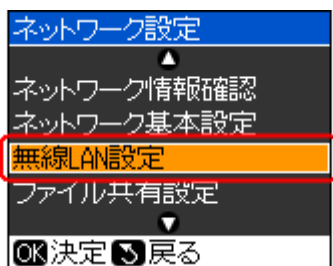 ネットワーク設定
ネットワーク情報確認
ネットワーク基本設定
無線LAN設定
ファイル共有設定
OK決定 戻る